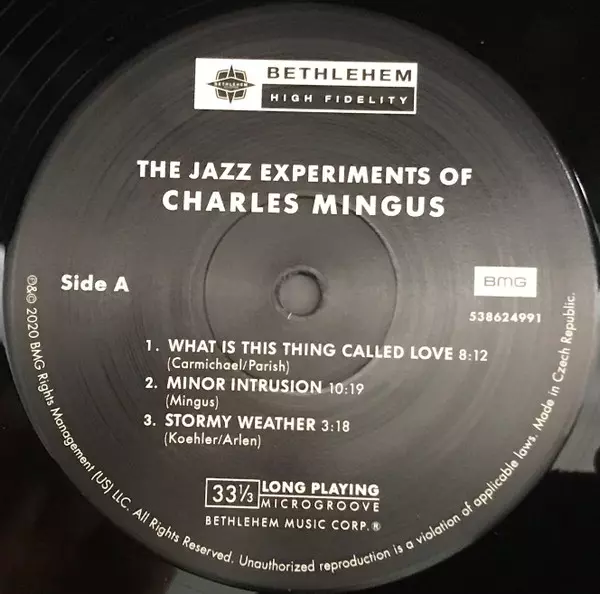 BETHLEHEM
BETHLEHEM
HIGH FIDELITY
THE JAZZ EXPERIMENTS OF
CHARLES MINGUS
Side A
BMG
538624991
1. WHAT IS THIS THING CALLED LOVE 8:12
(Carmichael/Parish)
2. MINOR INTRUSION 10:19
(Mingus)
3. STORMY WEATHER 3:18
(Koehler/Arlen)
33⅓ LONG PLAYING
MICROGROOVE
BETHLEHEM MUSIC CORP.®
℗&© 2020 BMG Rights Management (US) LLC. All Rights Reserved. Unauthorized reproduction is a violation of applicable laws. Made in Czech Republic.